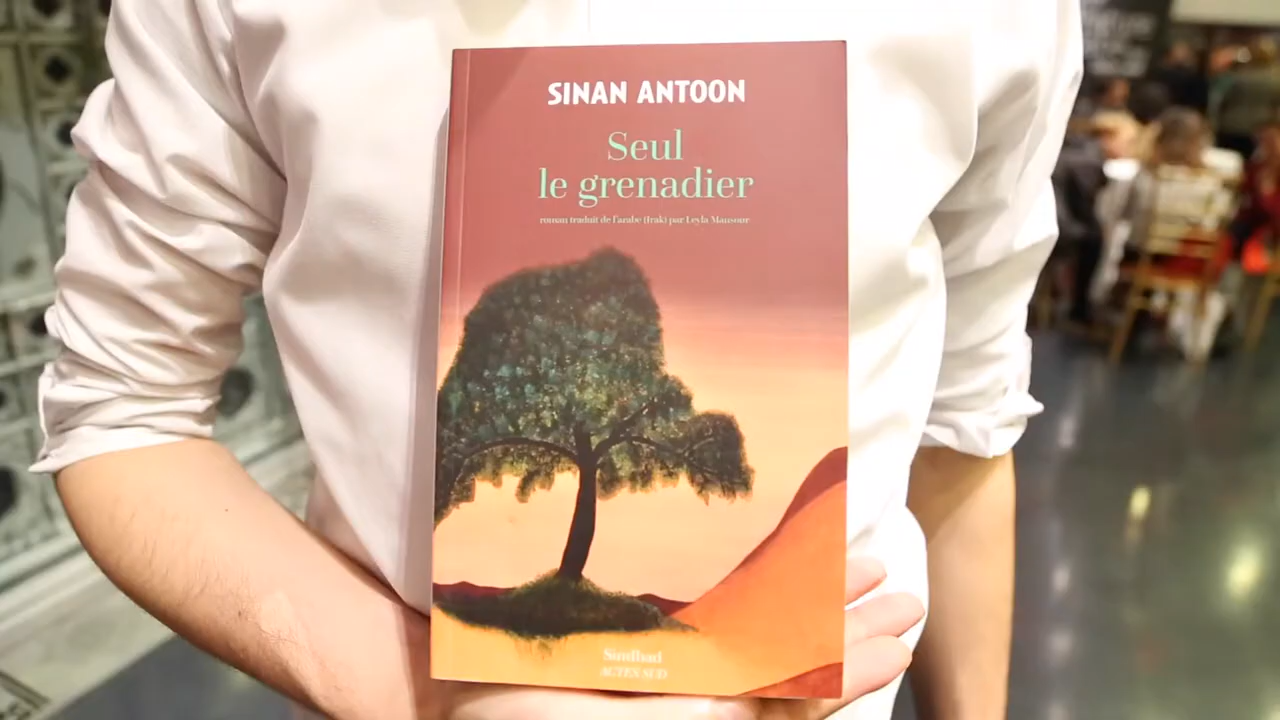 SINAN ANTOON
Seul
le grenadier
roman traduit de l'arabe (Irak) par Leyla Mansour
Sindbad
ACTES SUD